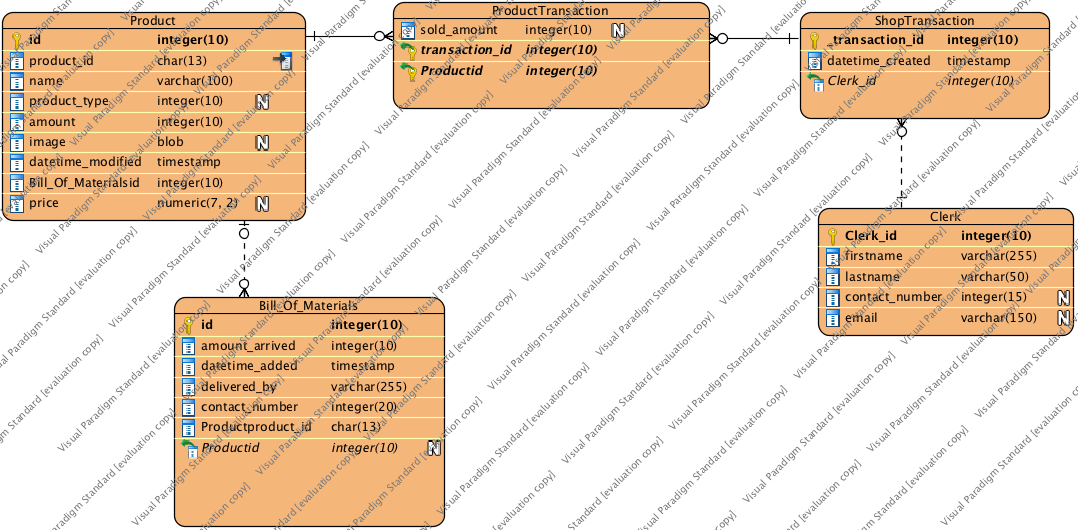 Product
id integer(10)
product_id char(13)
name varchar(100)
product_type integer(10) N
amount integer(10)
image blob N
datetime_modified timestamp
Bill_Of_Materialsid integer(10)
price numeric(7, 2) N
ProductTransaction
sold_amount integer(10) N
transaction_id integer(10)
Productid integer(10)
ShopTransaction
transaction_id integer(10)
datetime_created timestamp
Clerk_id integer(10)
Bill_Of_Materials
id integer(10)
amount_arrived integer(10)
datetime_added timestamp
delivered_by varchar(255)
contact_number integer(20)
Productproduct_id char(13)
Productid integer(10) N
Clerk
Clerk_id integer(10)
firstname varchar(255)
lastname varchar(50)
contact_number integer(15) N
email varchar(150) N
Visual Paradigm Standard [evaluation copy]